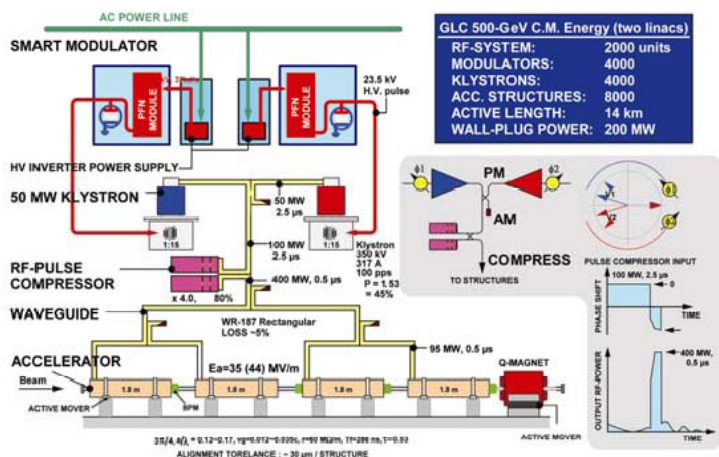 AC POWER LINE
SMART MODULATOR
PFN
MODULE
PFN
MODULE
23.5 kV
H.V. pulse
HV INVERTER POWER SUPPLY
50 MW KLYSTRON
50 MW
2.5 µs
1:15
1:15
100 MW
2.5 µs
Klystron
350 kV
317 A
100 pps
P = 1.53
= 45%
RF-PULSE
COMPRESSOR
400 MW, 0.5 µs
x 4.0, 80%
WAVEGUIDE
WR-187 Rectangular
LOSS ~5%
95 MW, 0.5 µs
ACCELERATOR
Ea=35 (44) MV/m
Q-MAGNET
Beam
1.8 m
1.8 m
1.8 m
1.8 m
ACTIVE MOVER
BPM
ACTIVE MOVER
ALIGNMENT TORELANCE : ~ 30 µm / STRUCTURE
GLC 500-GeV C.M. Energy (two linacs)
RF-SYSTEM: 2000 units
MODULATORS: 4000
KLYSTRONS: 4000
ACC. STRUCTURES: 8000
ACTIVE LENGTH: 14 km
WALL-PLUG POWER: 200 MW
ϕ1
PM
ϕ2
AM
COMPRESS
TO STRUCTURES
V1
V2
PULSE COMPRESSOR INPUT
100 MW, 2.5 µs
0
PHASE SHIFT
TIME
400 MW,
0.5 µs
OUTPUT RF-POWER
TIME